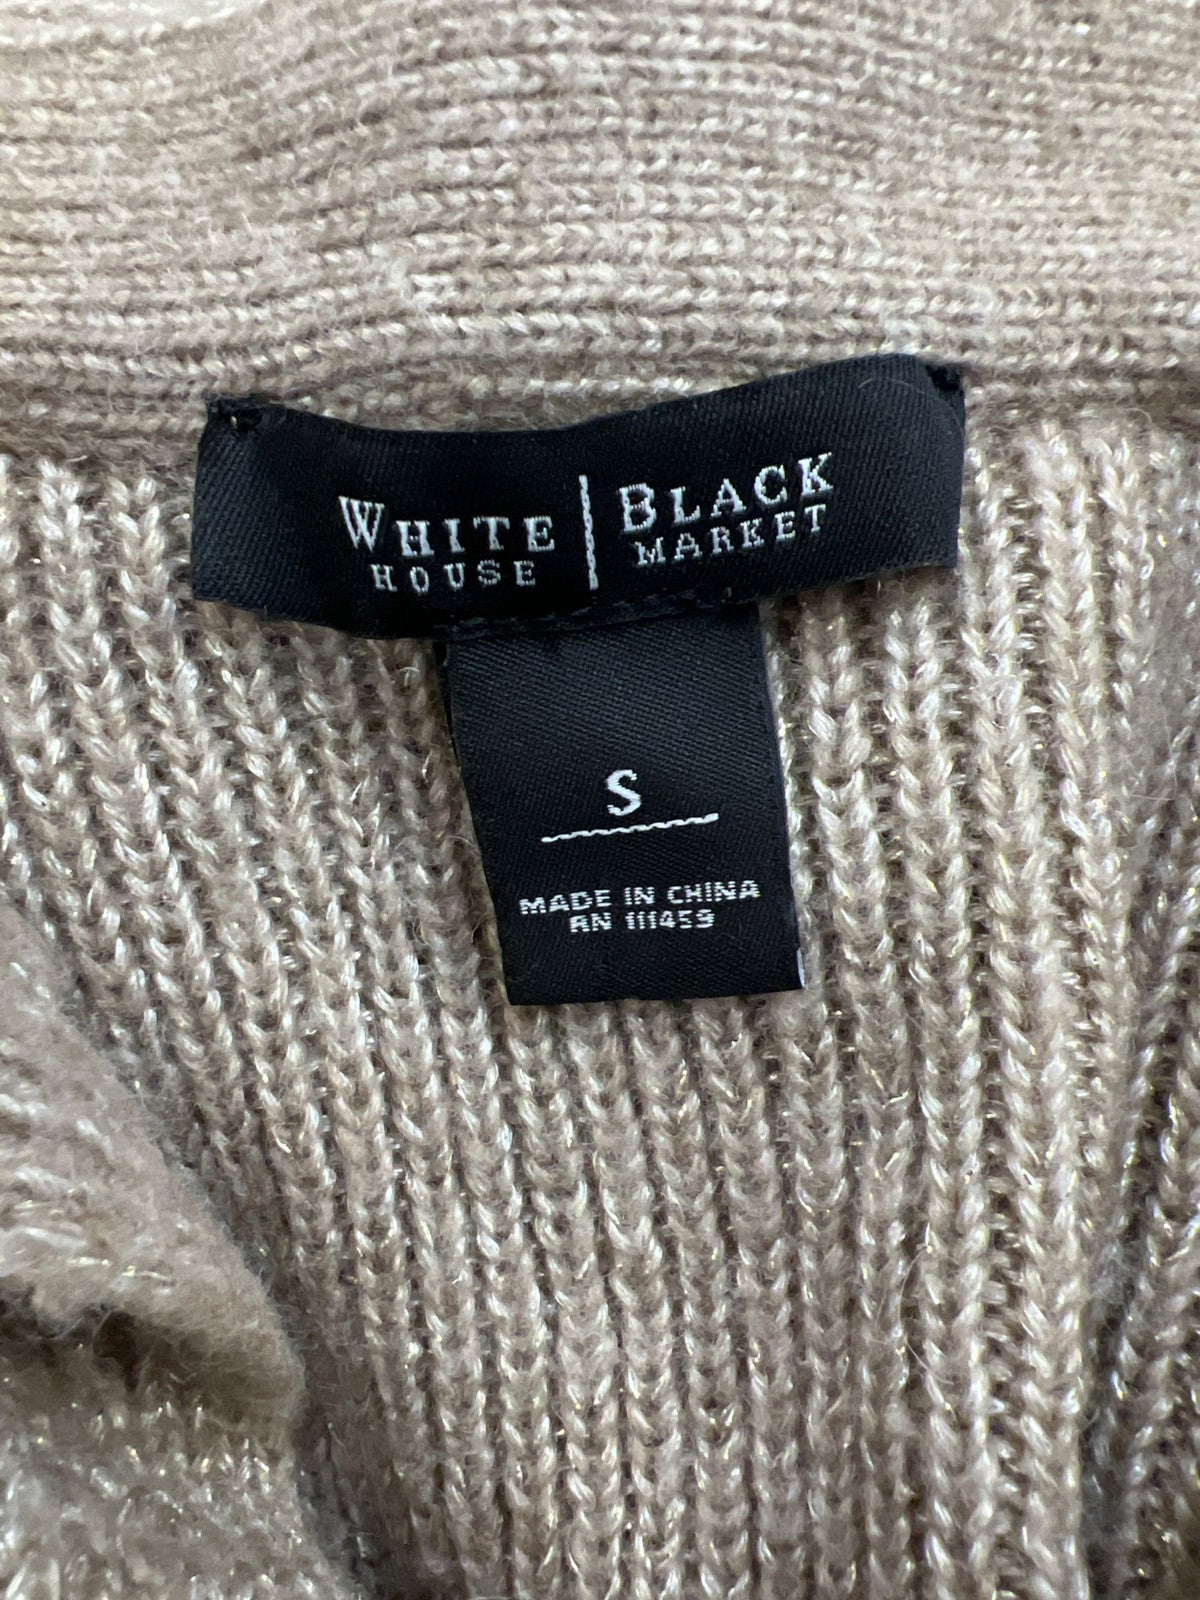 WHITE HOUSE | BLACK MARKET
S
MADE IN CHINA
RN 111459